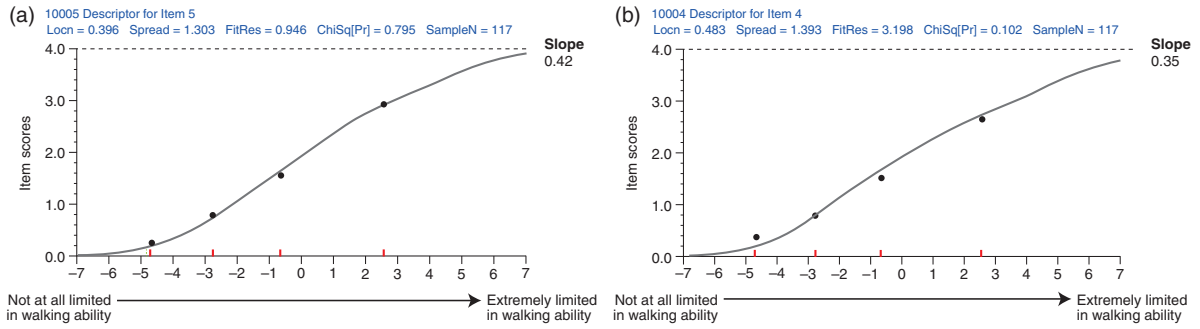 (a) 10005 Descriptor for Item 5
Locn = 0.396 Spread = 1.303 FitRes = 0.946 ChiSq[Pr] = 0.795 SampleN = 117
Slope
0.42
4.0
3.0
2.0
1.0
0.0
Item scores
–7 –6 –5 –4 –3 –2 –1 0 1 2 3 4 5 6 7
Not at all limited
in walking ability
Extremely limited
in walking ability
(b) 10004 Descriptor for Item 4
Locn = 0.483 Spread = 1.393 FitRes = 3.198 ChiSq[Pr] = 0.102 SampleN = 117
Slope
0.35
4.0
3.0
2.0
1.0
0.0
Item scores
–7 –6 –5 –4 –3 –2 –1 0 1 2 3 4 5 6 7
Not at all limited
in walking ability
Extremely limited
in walking ability